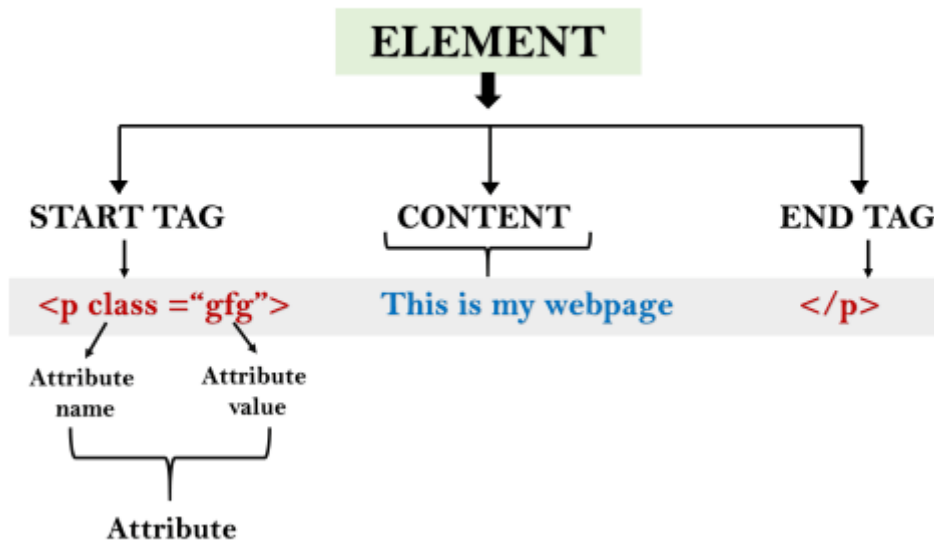 ELEMENT
START TAG
CONTENT
END TAG
<p class =“gfg”>
This is my webpage
</p>
Attribute
name
Attribute
value
Attribute